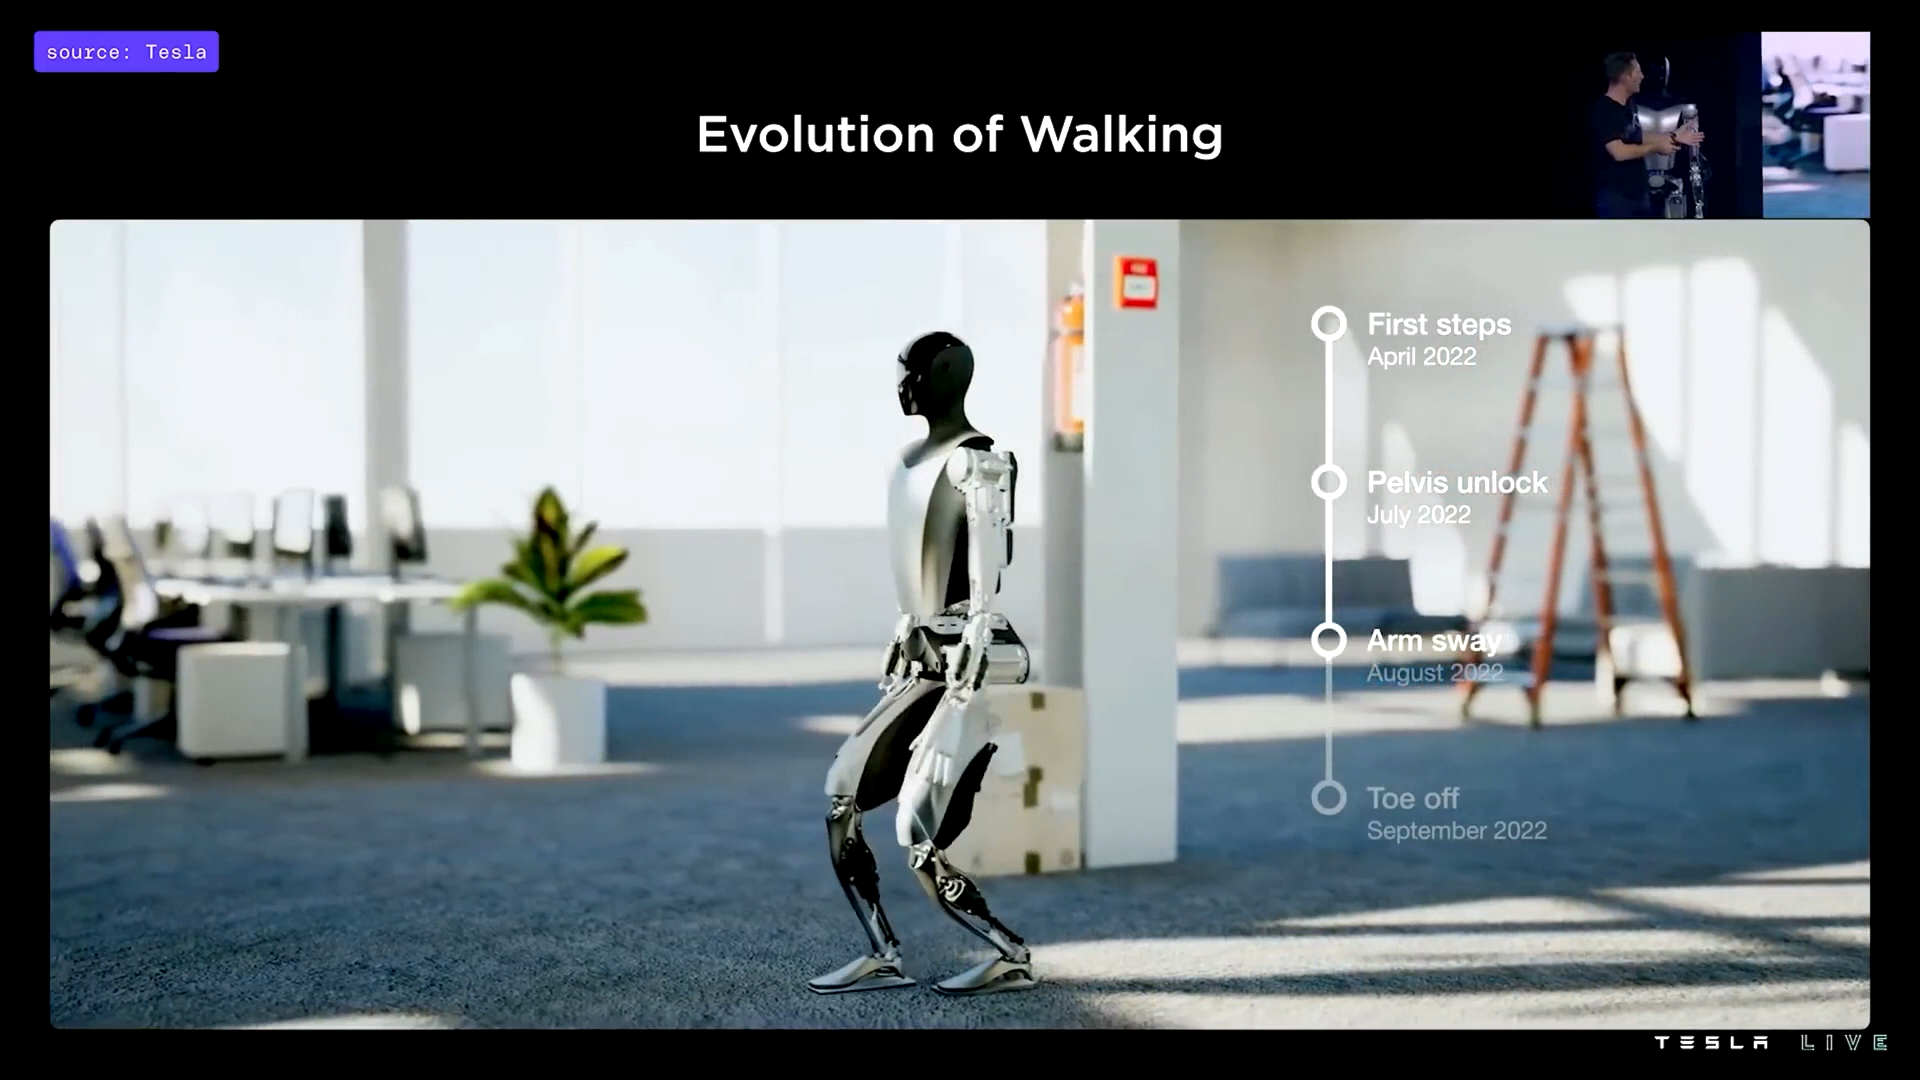 source: Tesla
Evolution of Walking
First steps
April 2022
Pelvis unlock
July 2022
Arm sway
August 2022
Toe off
September 2022
TESLA LIVE